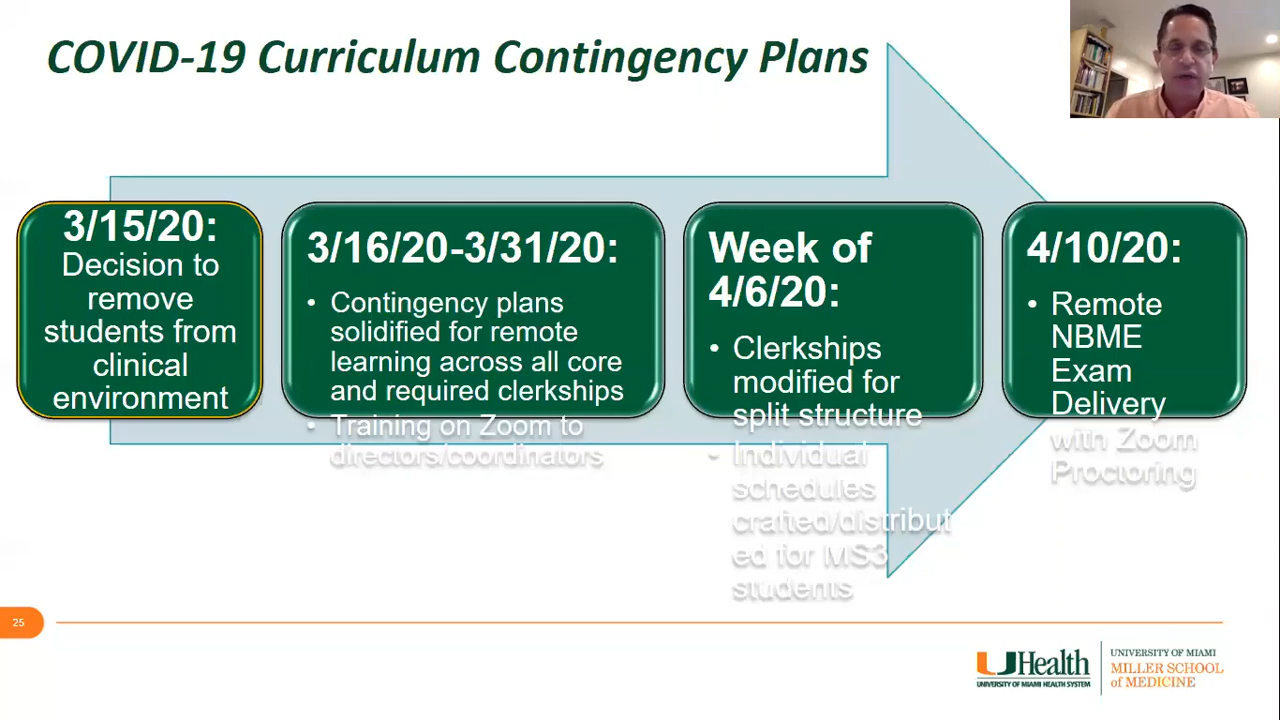 COVID-19 Curriculum Contingency Plans
3/15/20:
Decision to
remove
students from
clinical
environment
3/16/20-3/31/20:
• Contingency plans
solidified for remote
learning across all core
and required clerkships
• Training on Zoom to
directors/coordinators
Week of
4/6/20:
• Clerkships
modified for
split structure
• Individual
schedules
crafted/distribut
ed for MS3
students
4/10/20:
• Remote
NBME
Exam
Delivery
with Zoom
Proctoring
25
UHealth
UNIVERSITY OF MIAMI HEALTH SYSTEM
UNIVERSITY OF MIAMI
MILLER SCHOOL
of MEDICINE